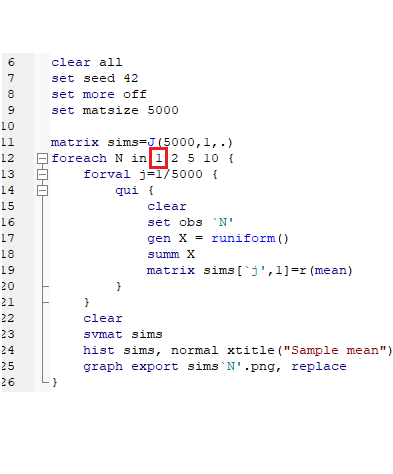 6 clear all
7 set seed 42
8 set more off
9 set matsize 5000
10
11 matrix sims=J(5000,1,.)
12 foreach N in 1 2 5 10 {
13 forval j=1/5000 {
14 qui {
15 clear
16 set obs `N'
17 gen X = runiform()
18 summ X
19 matrix sims[`j',1]=r(mean)
20 }
21 }
22 clear
23 svmat sims
24 hist sims, normal xtitle("Sample mean")
25 graph export sims`N'.png, replace
26 }